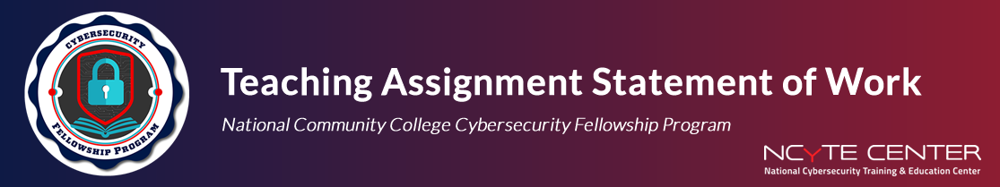 CYBERSECURITY
FELLOWSHIP PROGRAM
Teaching Assignment Statement of Work
National Community College Cybersecurity Fellowship Program
NCYTE CENTER
National Cybersecurity Training & Education Center